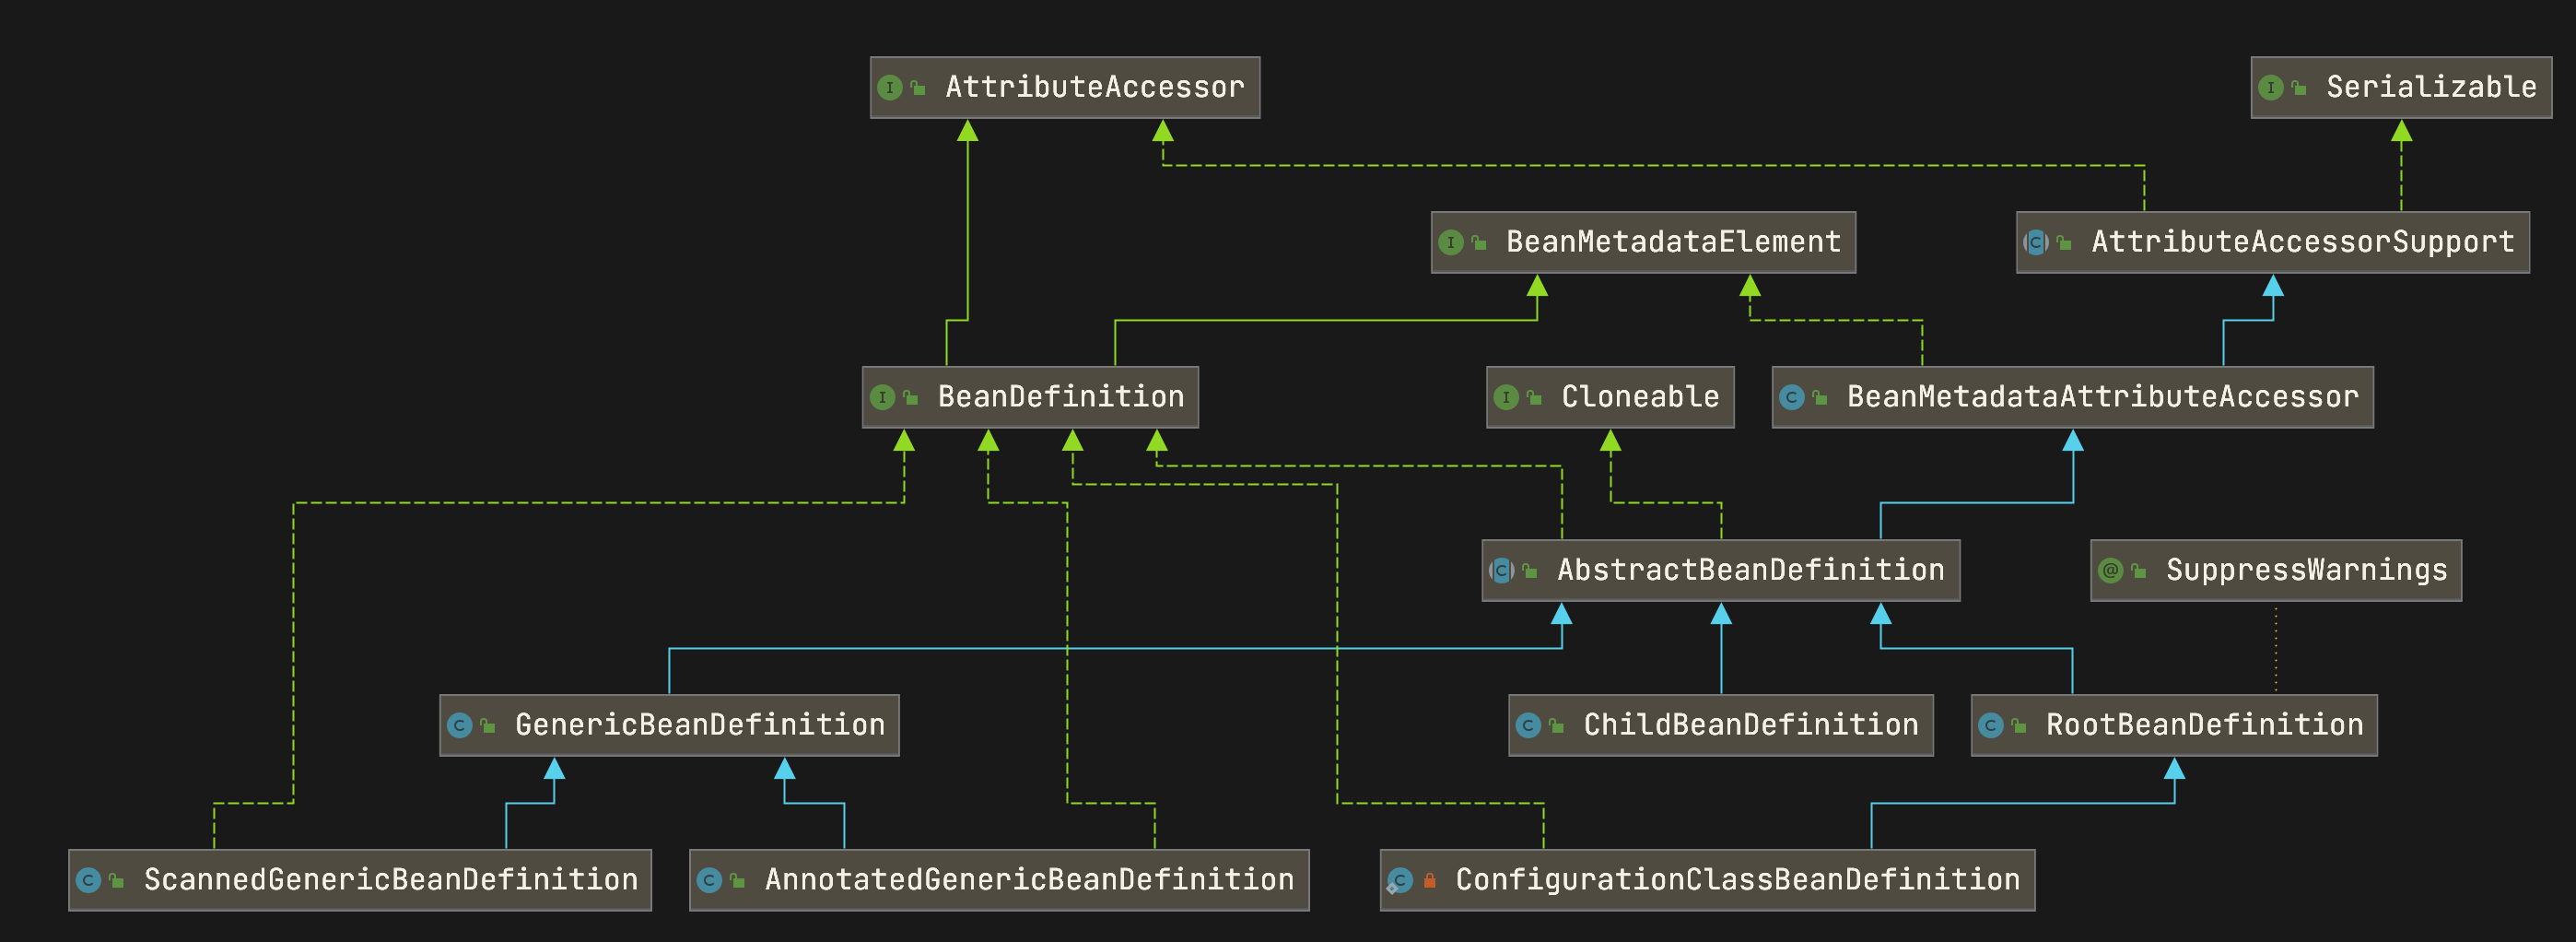 AttributeAccessor
Serializable
BeanMetadataElement
AttributeAccessorSupport
BeanDefinition
Cloneable
BeanMetadataAttributeAccessor
AbstractBeanDefinition
SuppressWarnings
GenericBeanDefinition
ChildBeanDefinition
RootBeanDefinition
ScannedGenericBeanDefinition
AnnotatedGenericBeanDefinition
ConfigurationClassBeanDefinition